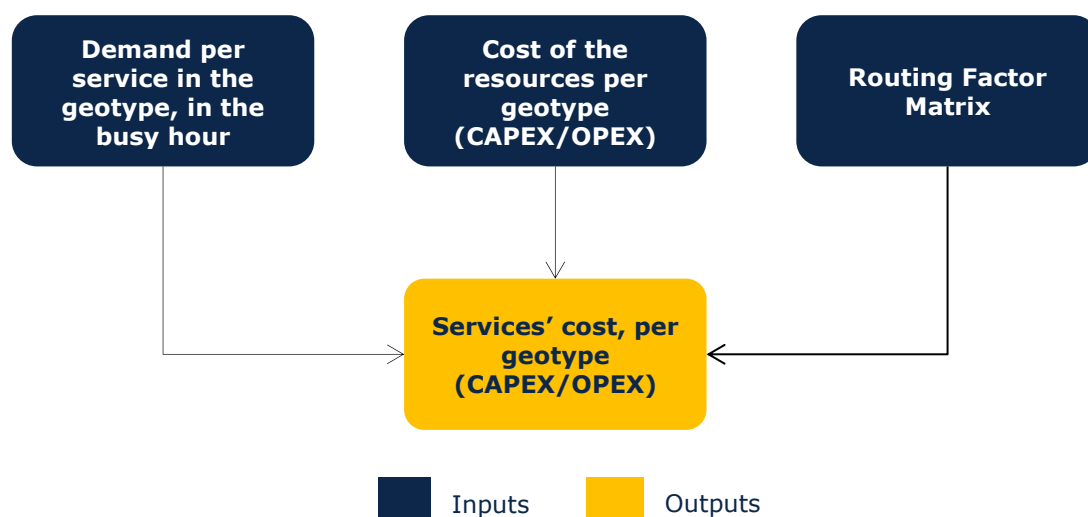 Demand per
service in the
geotype, in the
busy hour
Cost of the
resources per
geotype
(CAPEX/OPEX)
Routing Factor
Matrix
Services’ cost, per
geotype
(CAPEX/OPEX)
Inputs
Outputs